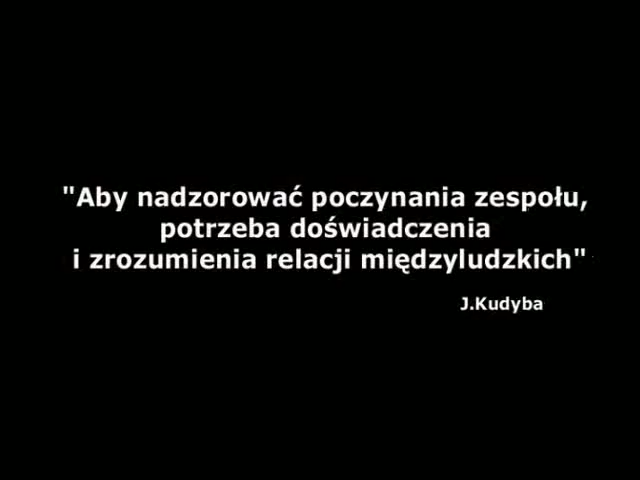 "Aby nadzorować poczynania zespołu,
potrzeba doświadczenia
i zrozumienia relacji międzyludzkich"
J.Kudyba